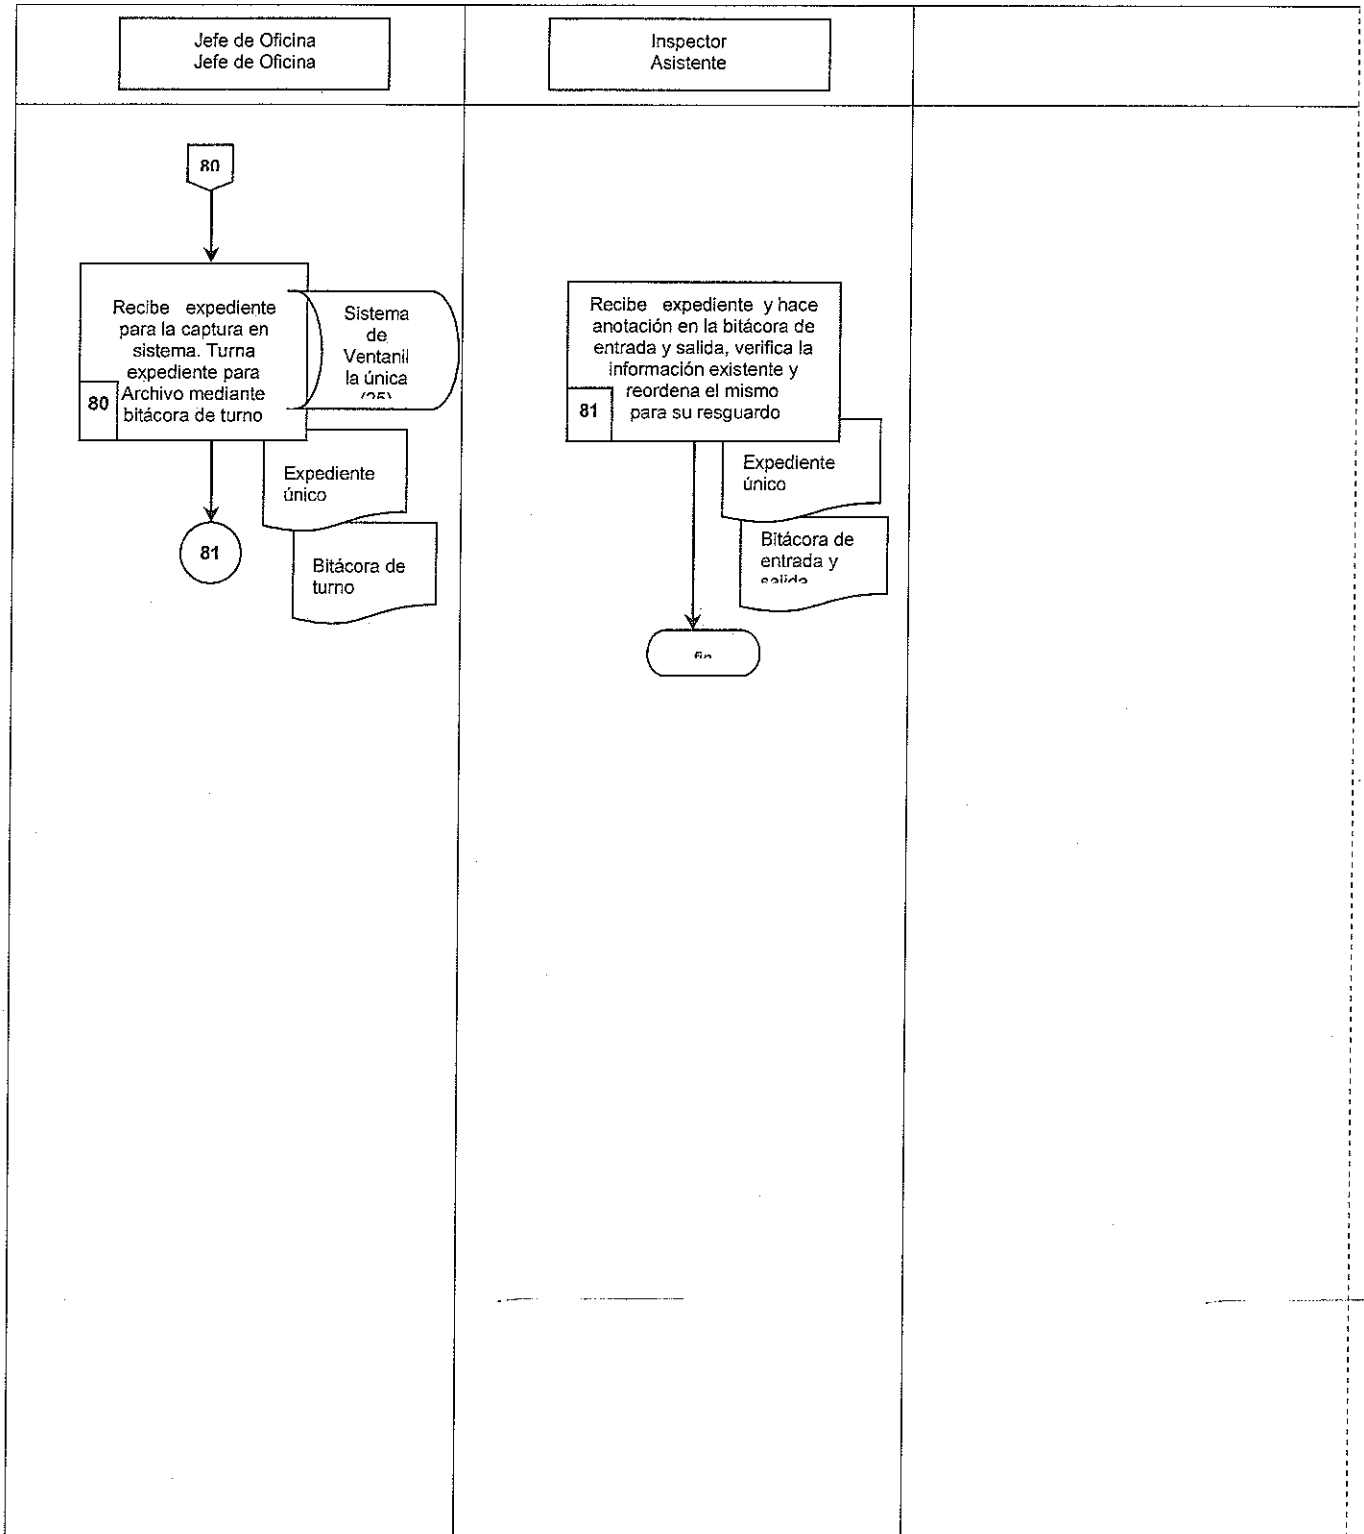 Jefe de Oficina
Jefe de Oficina
Inspector
Asistente
80
Recibe expediente
para la captura en
sistema. Turna
expediente para
Archivo mediante
bitácora de turno
80
Sistema
de
Ventanil
la única
Expediente
único
Bitácora de
turno
81
Recibe expediente y hace
anotación en la bitácora de
entrada y salida, verifica la
información existente y
reordena el mismo
para su resguardo
81
Expediente
único
Bitácora de
entrada y
salida
fin